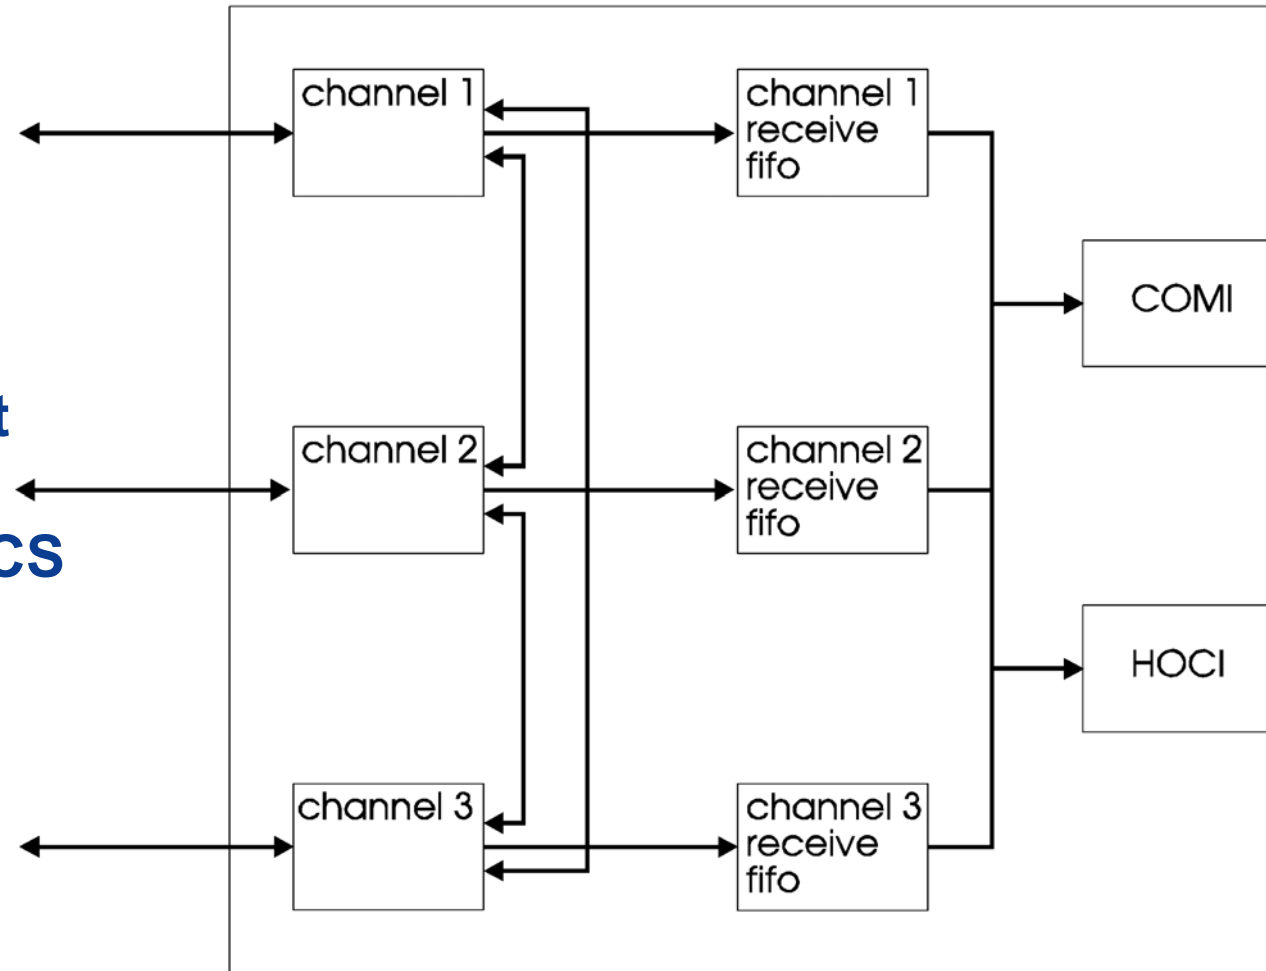 channel 1
channel 1
receive
fifo
COMI
t
channel 2
channel 2
receive
fifo
CS
HOCI
channel 3
channel 3
receive
fifo